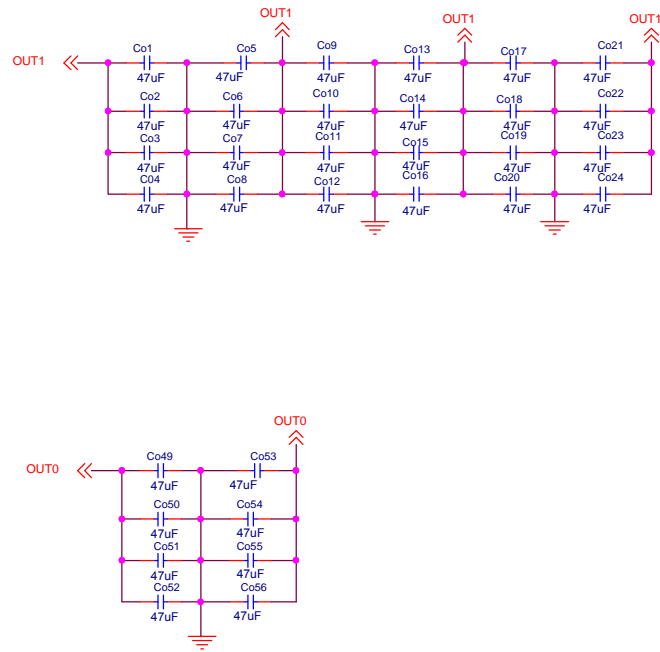 OUT1 OUT1 OUT1
OUT1 Co1 Co5 Co9 Co13 Co17 Co21
47uF 47uF 47uF 47uF 47uF 47uF
Co2 Co6 Co10 Co14 Co18 Co22
47uF 47uF 47uF 47uF 47uF 47uF
Co3 Co7 Co11 Co15 Co19 Co23
47uF 47uF 47uF 47uF 47uF 47uF
C04 Co8 Co12 Co16 Co20 Co24
47uF 47uF 47uF 47uF 47uF 47uF
OUT0
OUT0 Co49 Co53
47uF 47uF
Co50 Co54
47uF 47uF
Co51 Co55
47uF 47uF
Co52 Co56
47uF 47uF